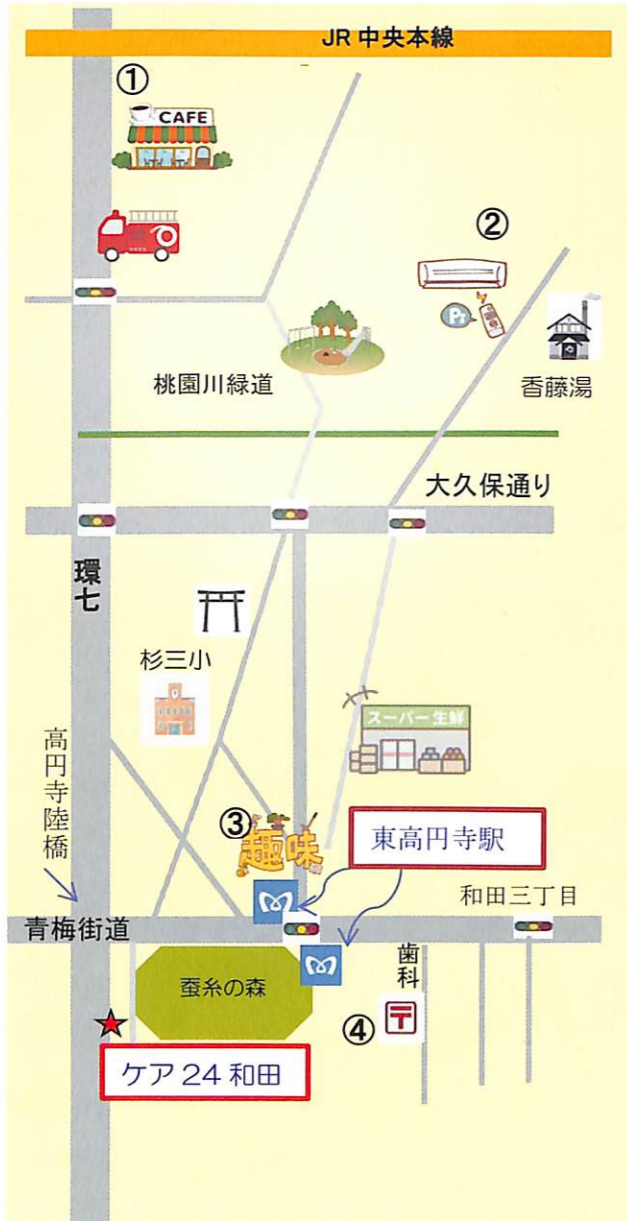 JR 中央本線
①
CAFE
②
PT
香藤湯
桃園川緑道
大久保通り
環七
杉三小
スーパー生鮮
高円寺陸橋
③
趣味
東高円寺駅
和田三丁目
青梅街道
蚕糸の森
歯科
④
〒
ケア 24 和田